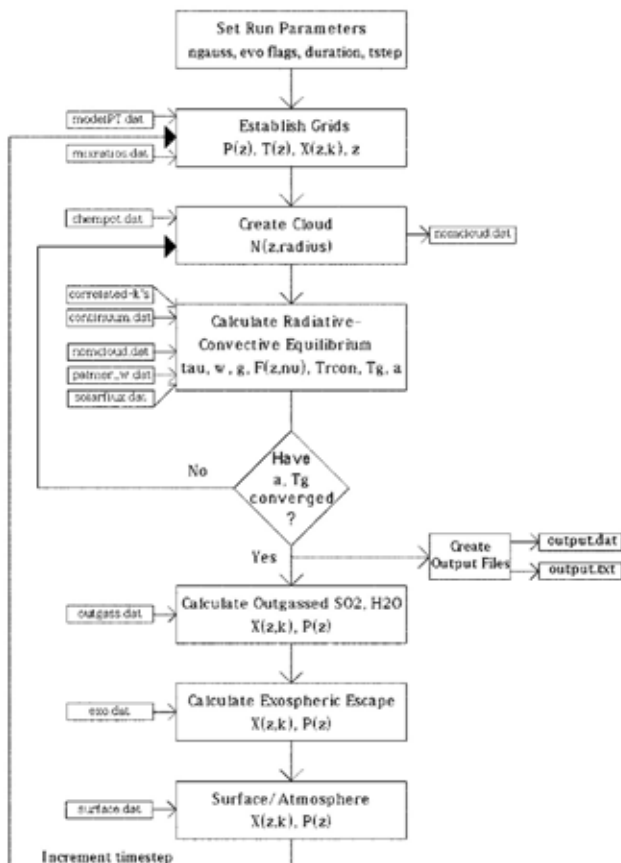 Set Run Parameters
ngauss, evo flags, duration, tstep
modelPT.dat
mixratios.dat
Establish Grids
P(z), T(z), X(z,k), z
chempot.dat
Create Cloud
N(z,radius)
nomcloud.dat
correlated-k's
continuum.dat
nomcloud.dat
palmer_w.dat
solarflux.dat
Calculate Radiative-
Convective Equilibrium
tau, w, g, F(z,nu), Trcon, Tg, a
No
Have
a, Tg
converged
?
Yes
Create
Output Files
output.dat
output.txt
outgass.dat
Calculate Outgassed SO2, H2O
X(z,k), P(z)
exo.dat
Calculate Exospheric Escape
X(z,k), P(z)
surface.dat
Surface/Atmosphere
X(z,k), P(z)
Increment timestep